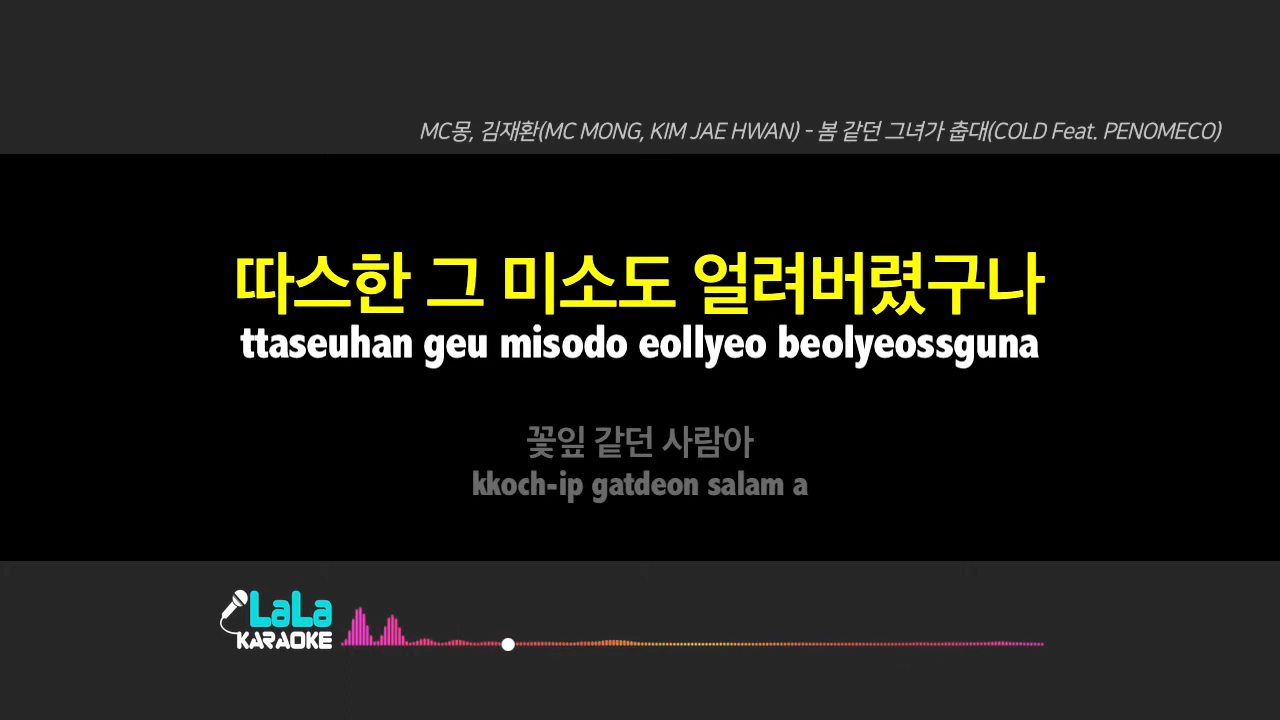 MC몽, 김재환(MC MONG, KIM JAE HWAN) - 봄 같던 그녀가 춥대(COLD Feat. PENOMECO)
따스한 그 미소도 얼려버렸구나
ttaseuhan geu misodo eollyeo beolyeossguna
꽃잎 같던 사람아
kkoch-ip gatdeon salam a
LaLa
KARAOKE